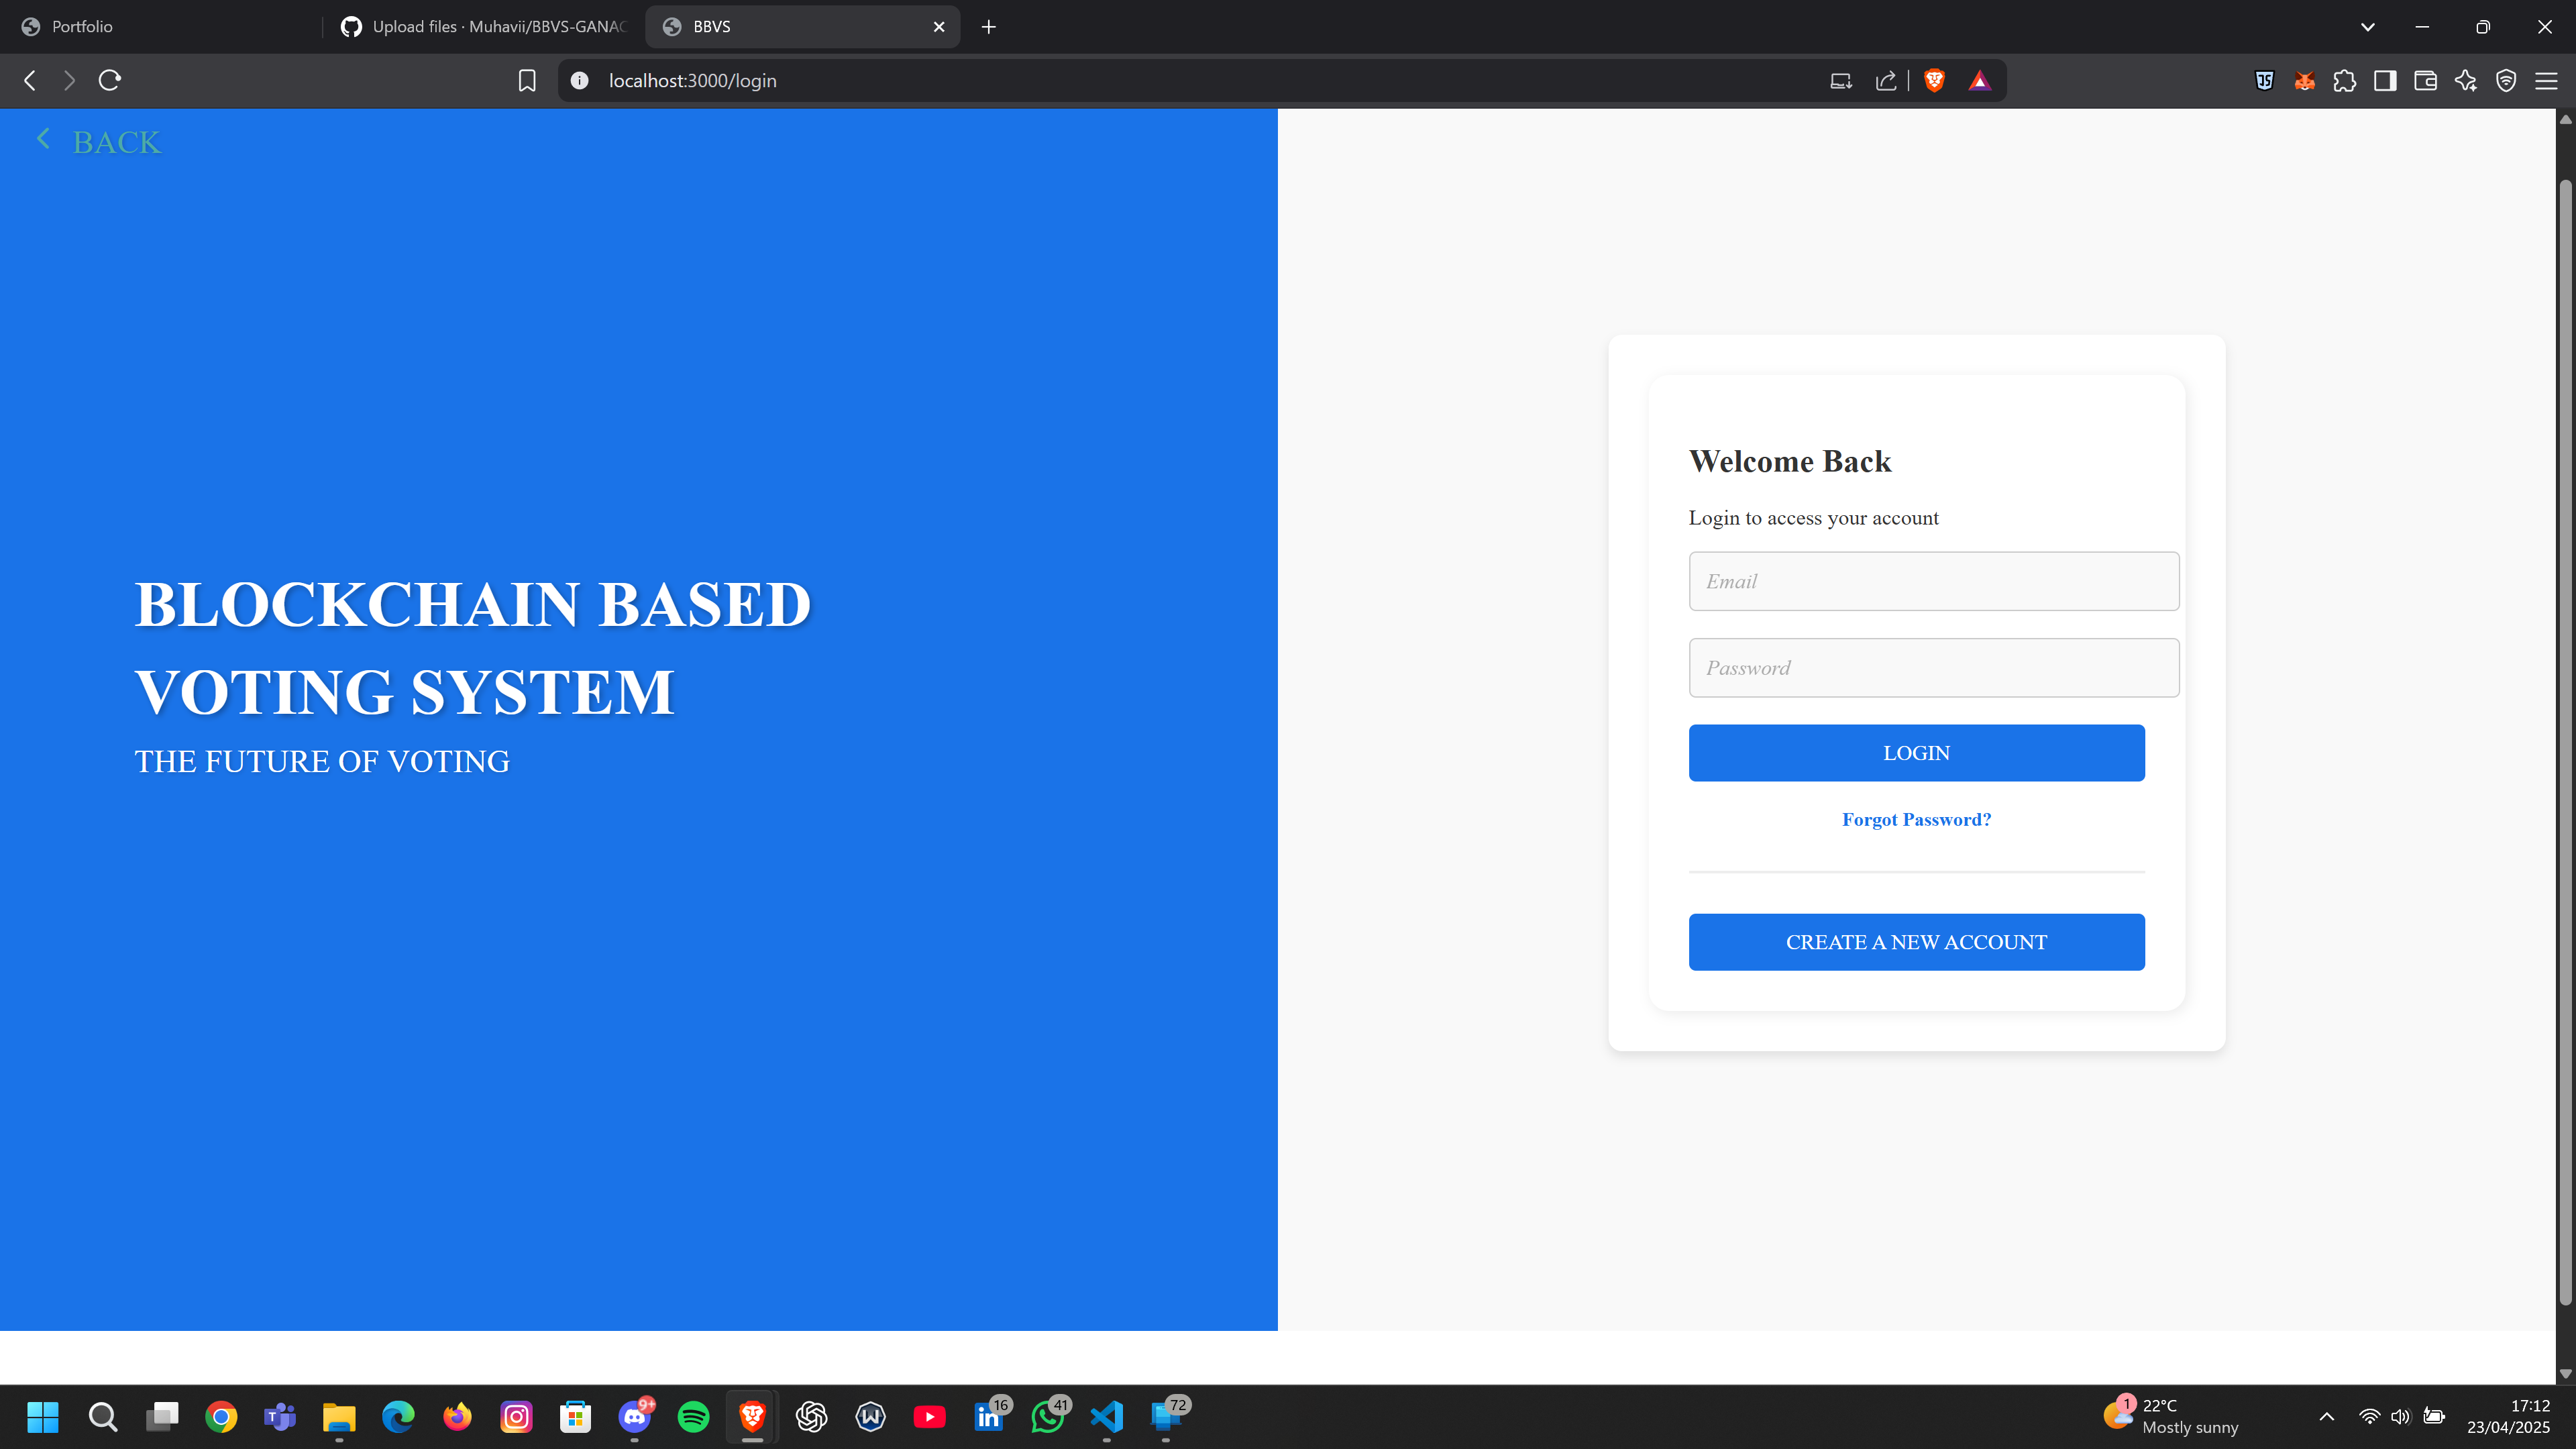 Portfolio
Upload files · Muhavii/BBVS-GANAC
BBVS
localhost:3000/login
BACK
BLOCKCHAIN BASED
VOTING SYSTEM
THE FUTURE OF VOTING
Welcome Back
Login to access your account
Email
Password
LOGIN
Forgot Password?
CREATE A NEW ACCOUNT
9+
16
41
72
1
22°C
Mostly sunny
17:12
23/04/2025